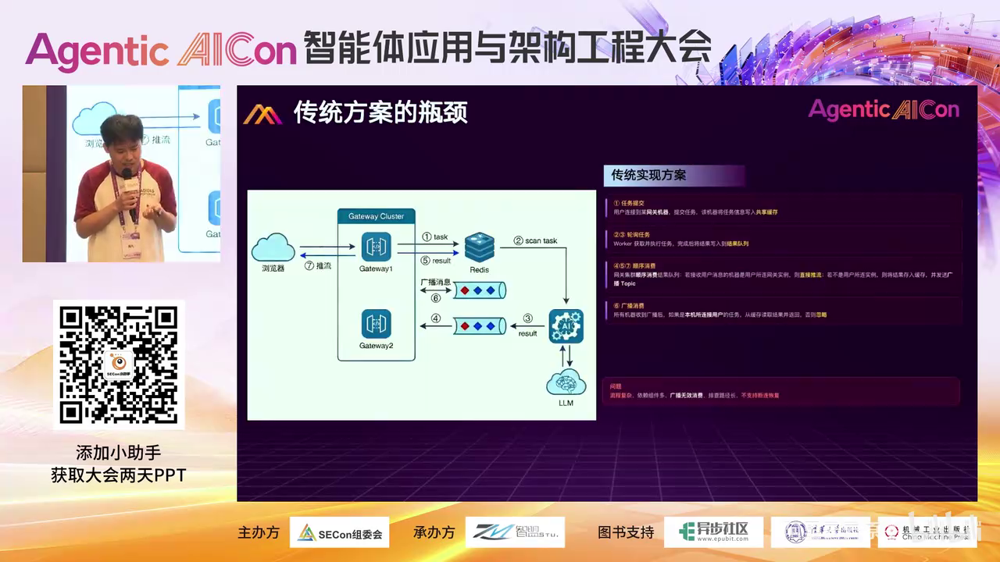 Agentic AICon 智能体应用与架构工程大会
浏览
⑦ 推流
Gat
Gat
传统方案的瓶颈
Agentic AICon
Gateway Cluster
Gateway1
浏览器
⑦ 推流
① task
⑤ result
Redis
② scan task
广播消息
⑥
④
③
result
Gateway2
AI
LLM
传统实现方案
① 任务提交
用户连接到某网关机器，提交任务，该机器将任务信息写入共享缓存
②③ 轮询任务
Worker 获取并执行任务，完成后将结果写入到结果队列
④⑤⑦ 顺序消费
网关集群顺序消费结果队列：若接收用户消息的机器是用户所连网关实例，则直接推流；若不是用户所连实例，则将结果存入缓存，并发送广
播 Topic
⑥ 广播消费
所有机器收到广播后，如果是本机所连接用户的任务，从缓存读取结果并返回，否则忽略
问题
流程复杂，依赖组件多，广播无效消费，排查路径长，不支持断连恢复
SECon小助手
添加小助手
获取大会两天PPT
主办方
SECon组委会
承办方
ZM 智盟
STU.
图书支持
异步社区
www.epubit.com
机械工业出版社
China Machine Press